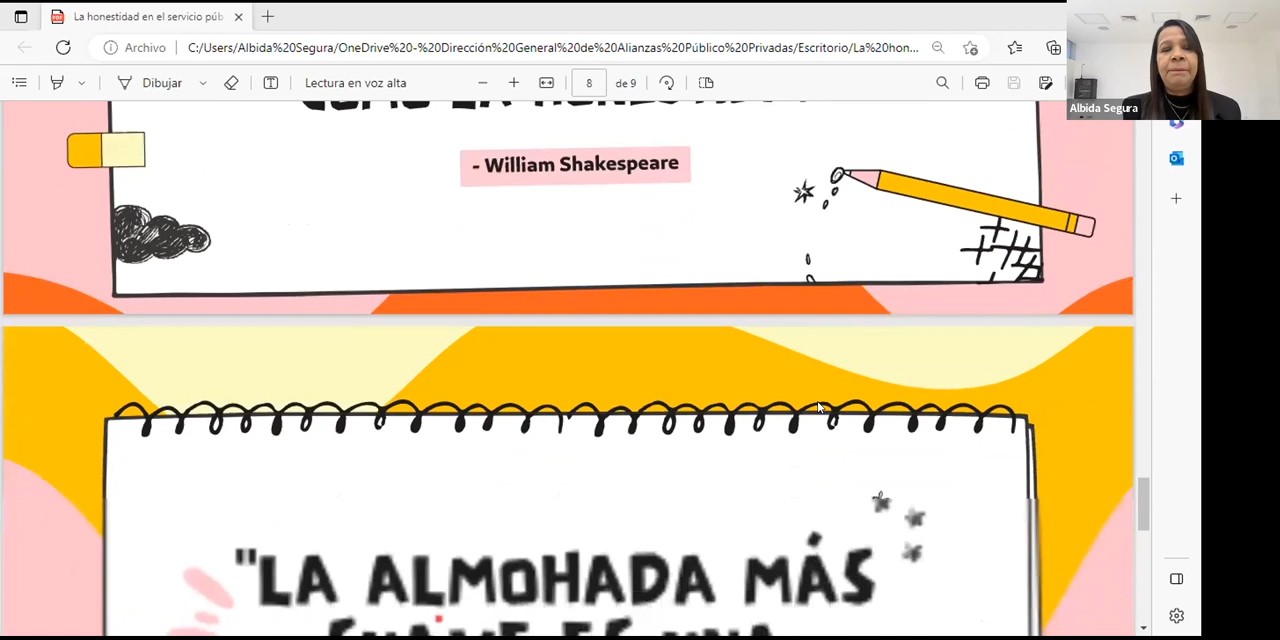 La honestidad en el servicio púb
Archivo
C:/Users/Albida%20Segura/OneDrive%20-%20Dirección%20General%20de%20Alianzas%20Público%20Privadas/Escritorio/La%20hon...
Dibujar
Lectura en voz alta
8
de 9
Albida Segura
- William Shakespeare
"LA ALMOHADA MÁS